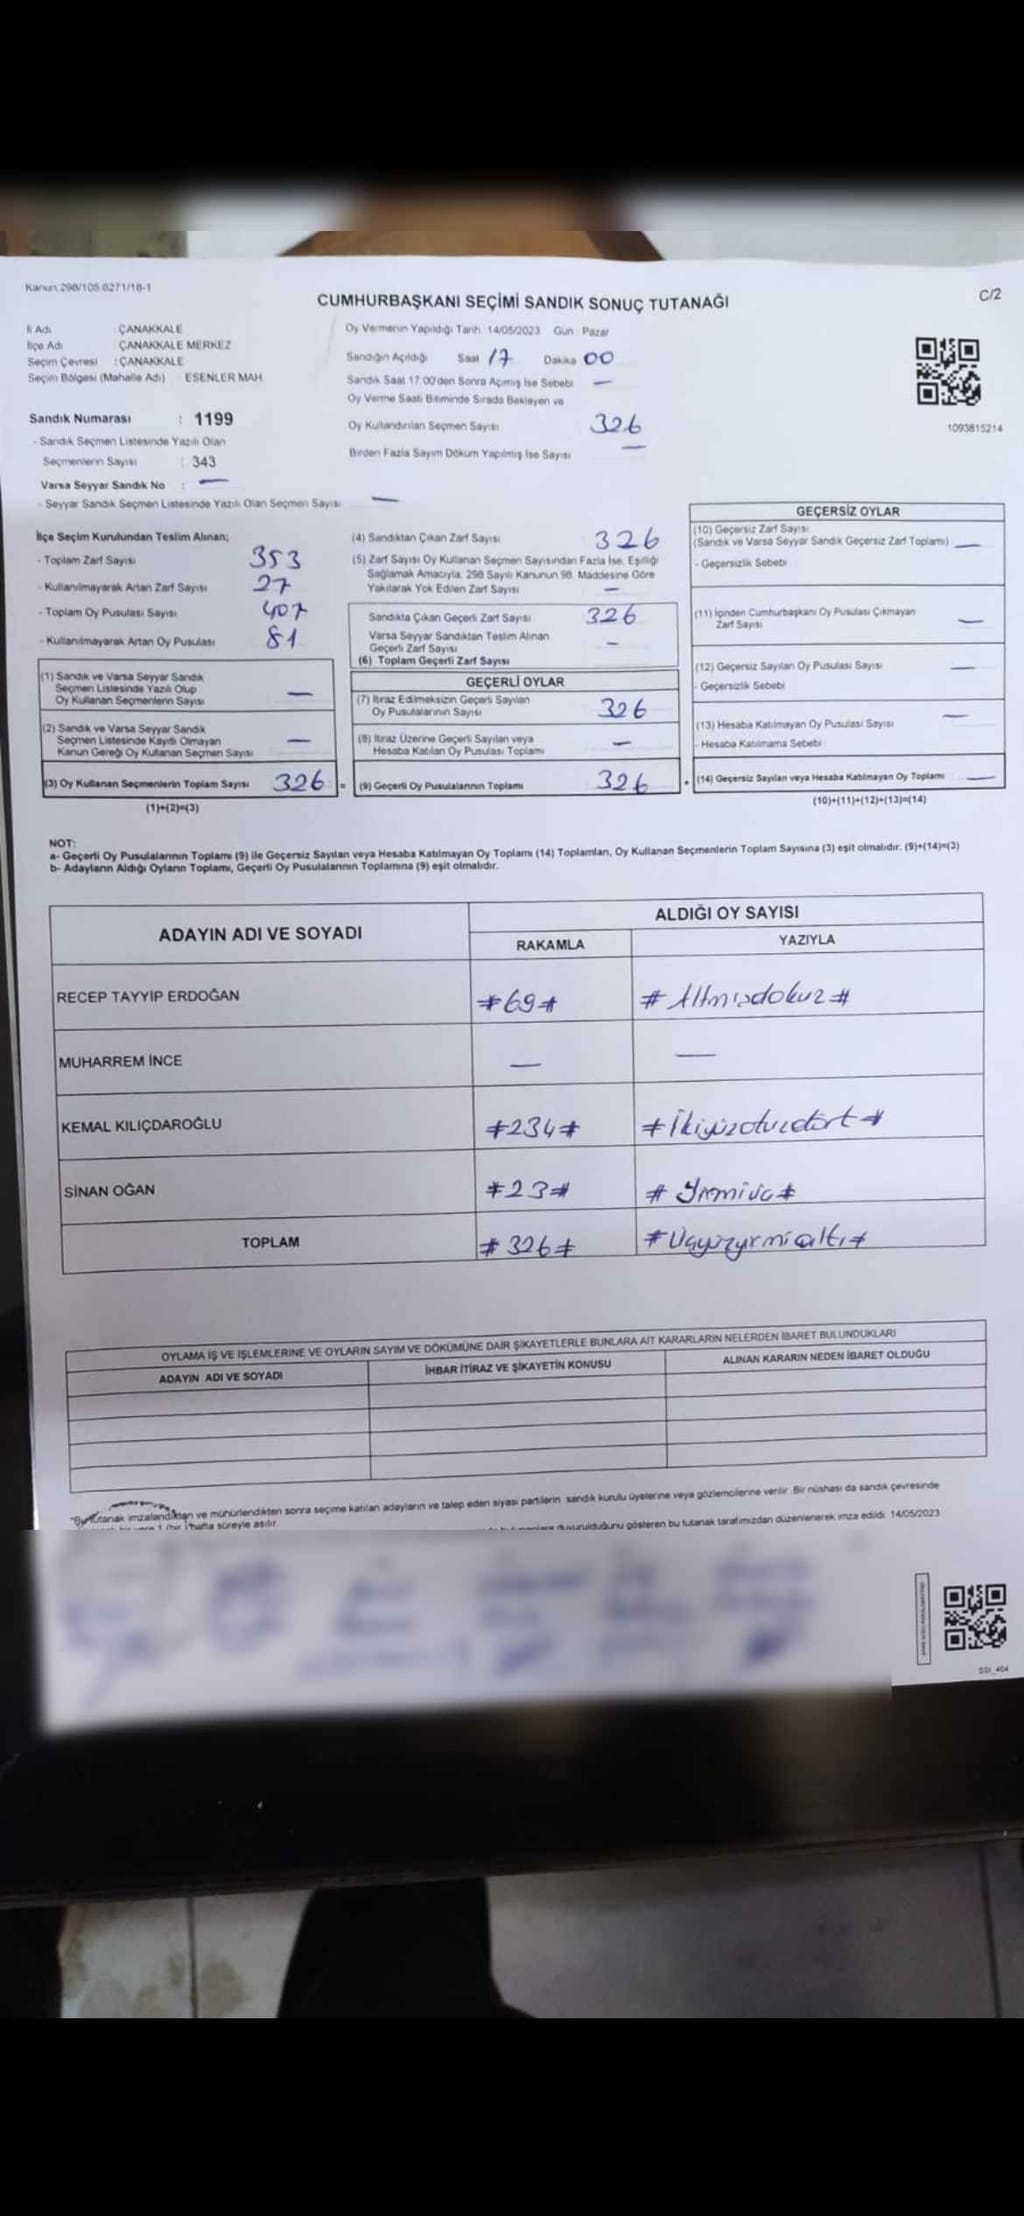 Kanun:298/105,6271/16-1
C/2
CUMHURBAŞKANI SEÇİMİ SANDIK SONUÇ TUTANAĞI
İl Adı : ÇANAKKALE
İlçe Adı : ÇANAKKALE MERKEZ
Seçim Çevresi : ÇANAKKALE
Seçim Bölgesi (Mahalle Adı) : ESENLER MAH
Sandık Numarası : 1199
- Sandık Seçmen Listesinde Yazılı Olan
Seçmenlerin Sayısı : 343
Varsa Seyyar Sandık No : —
- Seyyar Sandık Seçmen Listesinde Yazılı Olan Seçmen Sayısı —
Oy Vermenin Yapıldığı Tarih 14/05/2023 Gün : Pazar
Sandığın Açıldığı Saat 17 Dakika 00
Sandık Saat 17:00'den Sonra Açımış İse Sebebi —
Oy Verme Saati Bitiminde Sırada Bekleyen ve
Oy Kullandırılan Seçmen Sayısı 326
Birden Fazla Sayım Döküm Yapılmış İse Sayısı —
1093815214
İlçe Seçim Kurulundan Teslim Alınan;
- Toplam Zarf Sayısı 353
- Kullanılmayarak Artan Zarf Sayısı 27
- Toplam Oy Pusulası Sayısı 407
- Kullanılmayarak Artan Oy Pusulası 81
(1) Sandık ve Varsa Seyyar Sandık
Seçmen Listesinde Yazılı Olup
Oy Kullanan Seçmenlerin Sayısı —
(2) Sandık ve Varsa Seyyar Sandık
Seçmen Listesinde Kayıtlı Olmayan
Kanun Gereği Oy Kullanan Seçmen Sayısı —
(3) Oy Kullanan Seçmenlerin Toplam Sayısı 326 =
(1)+(2)=(3)
(4) Sandıktan Çıkan Zarf Sayısı 326
(5) Zarf Sayısı Oy Kullanan Seçmen Sayısından Fazla İse, Eşitliği
Sağlamak Amacıyla, 298 Sayılı Kanunun 98. Maddesine Göre
Yakılarak Yok Edilen Zarf Sayısı —
Sandıkta Çıkan Geçerli Zarf Sayısı 326
Varsa Seyyar Sandıktan Teslim Alınan
Geçerli Zarf Sayısı —
(6) Toplam Geçerli Zarf Sayısı
GEÇERLİ OYLAR
(7) İtiraz Edilmeksizin Geçerli Sayılan
Oy Pusulalarının Sayısı 326
(8) İtiraz Üzerine Geçerli Sayılan veya
Hesaba Katılan Oy Pusulası Toplamı —
(9) Geçerli Oy Pusulalarının Toplamı 326 +
GEÇERSİZ OYLAR
(10) Geçersiz Zarf Sayısı
(Sandık ve Varsa Seyyar Sandık Geçersiz Zarf Toplamı) —
- Geçersizlik Sebebi
(11) İçinden Cumhurbaşkanı Oy Pusulası Çıkmayan
Zarf Sayısı —
(12) Geçersiz Sayılan Oy Pusulası Sayısı —
- Geçersizlik Sebebi
(13) Hesaba Katılmayan Oy Pusulası Sayısı —
- Hesaba Katılmama Sebebi
(14) Geçersiz Sayılan veya Hesaba Katılmayan Oy Toplamı —
(10)+(11)+(12)+(13)=(14)
NOT:
a- Geçerli Oy Pusulalarının Toplamı (9) ile Geçersiz Sayılan veya Hesaba Katılmayan Oy Toplamı (14) Toplamları, Oy Kullanan Seçmenlerin Toplam Sayısına (3) eşit olmalıdır. (9)+(14)=(3)
b- Adayların Aldığı Oyların Toplamı, Geçerli Oy Pusulalarının Toplamına (9) eşit olmalıdır.
ADAYIN ADI VE SOYADI
ALDIĞI OY SAYISI
RAKAMLA YAZIYLA
RECEP TAYYİP ERDOĞAN #69# # Altmışdokuz #
MUHARREM İNCE — —
KEMAL KILIÇDAROĞLU #234# #İkiyüzotuzdört#
SİNAN OĞAN #23# # Yirmiüç#
TOPLAM #326# #Üçyüzyirmialtı#
OYLAMA İŞ VE İŞLEMLERİNE VE OYLARIN SAYIM VE DÖKÜMÜNE DAİR ŞİKAYETLERLE BUNLARA AİT KARARLARIN NELERDEN İBARET BULUNDUKLARI
ADAYIN ADI VE SOYADI İHBAR İTİRAZ VE ŞİKAYETİN KONUSU ALINAN KARARIN NEDEN İBARET OLDUĞU
"Bu tutanak imzalandıktan ve mühürlendikten sonra seçime katılan adayların ve talep eden siyasi partilerin sandık kurulu üyelerine veya gözlemcilerine verilir. Bir nüshası da sandık çevresinde
1 (bir) hafta süreyle asılır. duyurulduğunu gösteren bu tutanak tarafımızdan düzenlenerek imza edildi. 14/05/2023